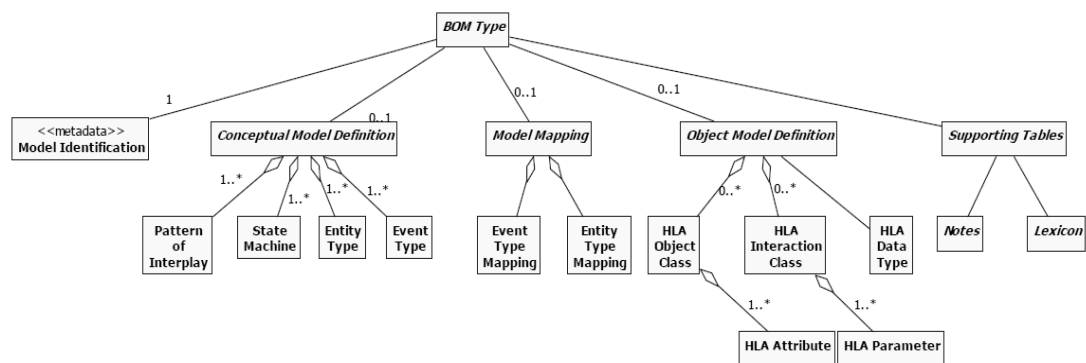 BOM Type
1
0..1
0..1
0..1
<<metadata>>
Model Identification
Conceptual Model Definition
Model Mapping
Object Model Definition
Supporting Tables
1..*
1..*
1..*
1..*
0..*
0..*
Pattern
of
Interplay
State
Machine
Entity
Type
Event
Type
Event
Type
Mapping
Entity
Type
Mapping
HLA
Object
Class
HLA
Interaction
Class
HLA
Data
Type
Notes
Lexicon
1..*
1..*
HLA Attribute
HLA Parameter